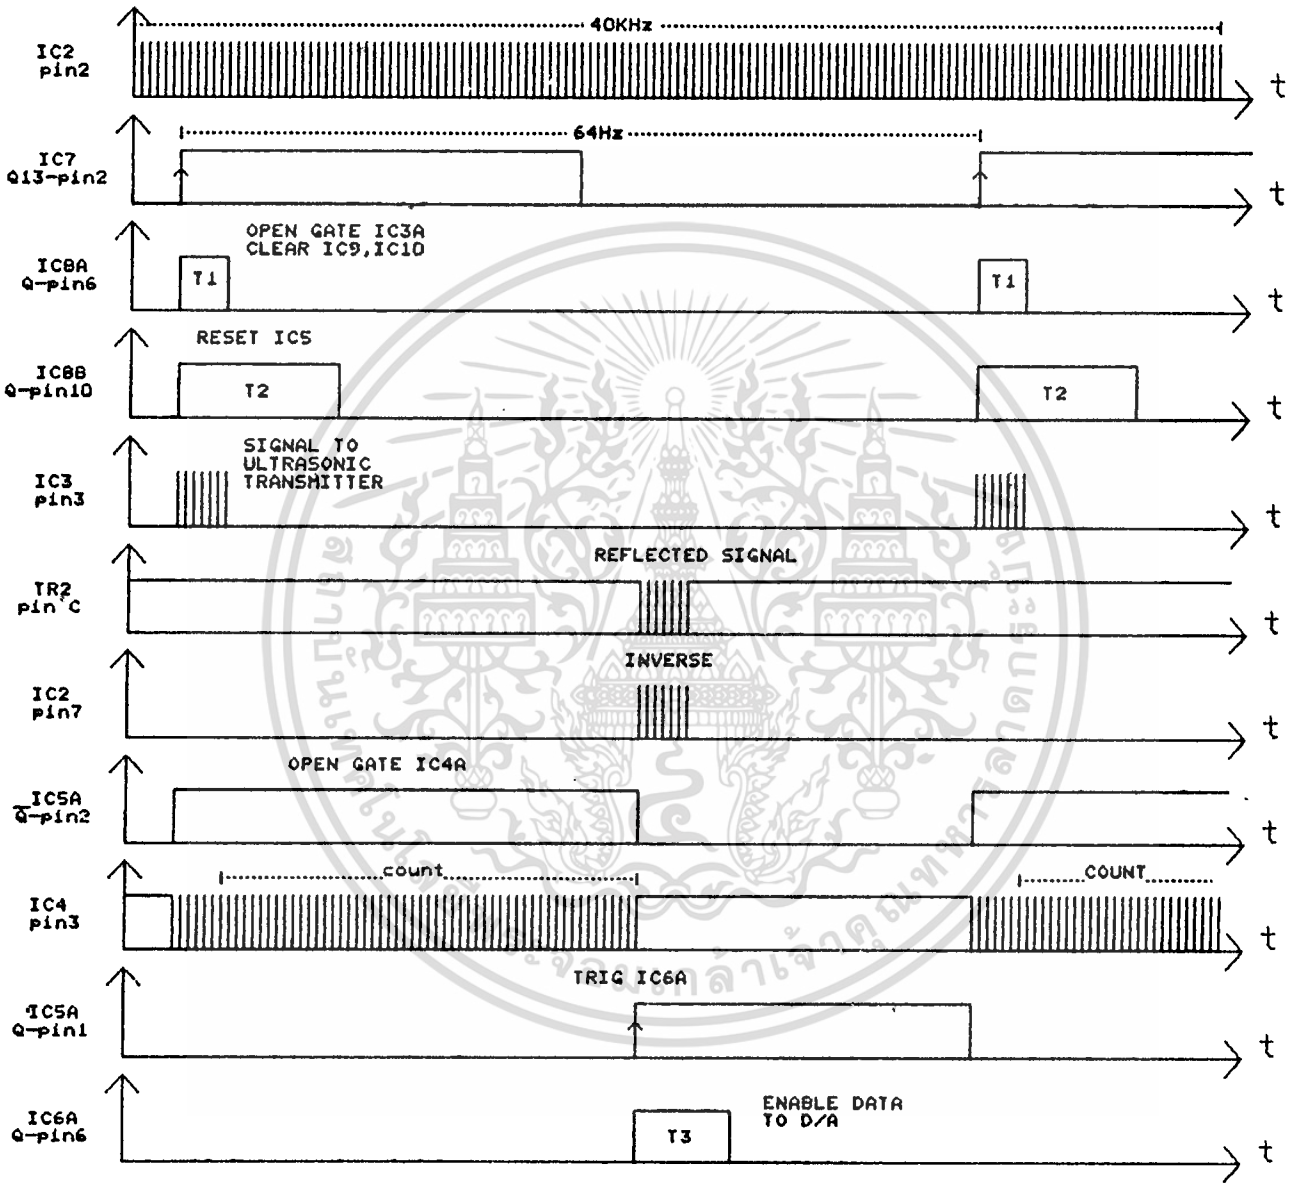 40KHz
IC2
pin2
t
64Hz
IC7
Q13-pin2
t
OPEN GATE IC3A
CLEAR IC9,IC10
IC8A
Q-pin6
T1
T1
t
RESET IC5
IC8B
Q-pin10
T2
T2
t
SIGNAL TO
ULTRASONIC
TRANSMITTER
IC3
pin3
t
REFLECTED SIGNAL
TR2
pin C
t
INVERSE
IC2
pin7
t
OPEN GATE IC4A
IC5A
Q̅-pin2
t
count
COUNT
IC4
pin3
t
TRIG IC6A
IC5A
Q-pin1
t
ENABLE DATA
TO D/A
IC6A
Q-pin6
T3
t